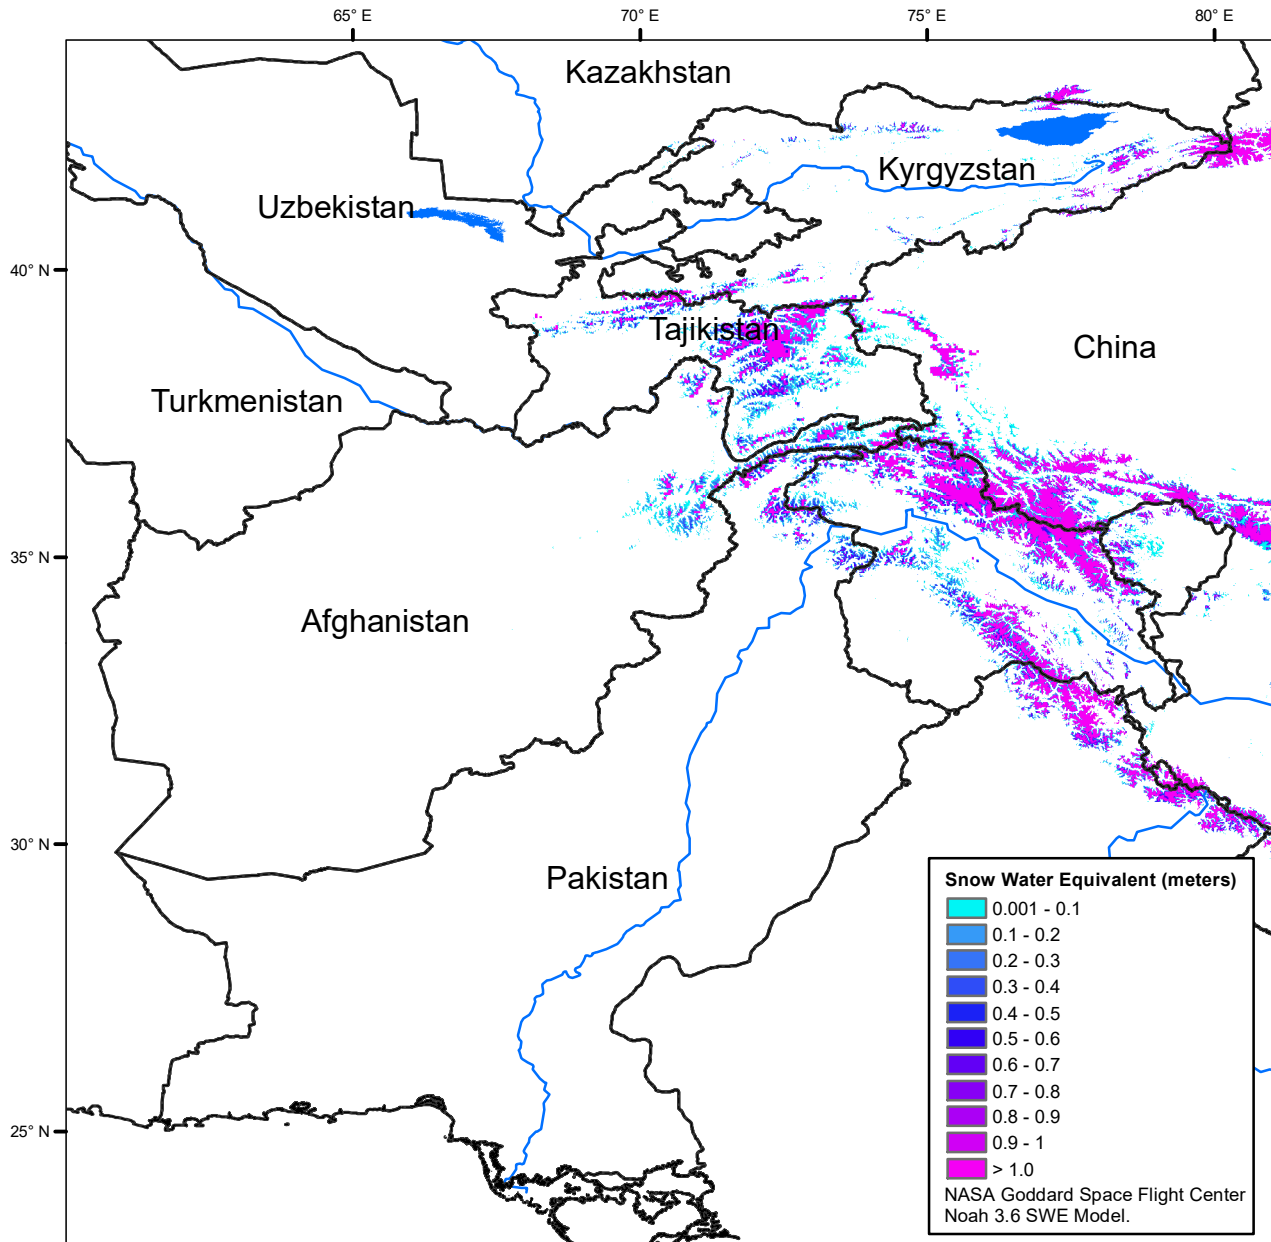 65° E
70° E
75° E
80° E
Kazakhstan
Kyrgyzstan
Uzbekistan
40° N
Tajikistan
China
Turkmenistan
35° N
Afghanistan
30° N
Pakistan
25° N
Snow Water Equivalent (meters)
0.001 - 0.1
0.1 - 0.2
0.2 - 0.3
0.3 - 0.4
0.4 - 0.5
0.5 - 0.6
0.6 - 0.7
0.7 - 0.8
0.8 - 0.9
0.9 - 1
> 1.0
NASA Goddard Space Flight Center
Noah 3.6 SWE Model.